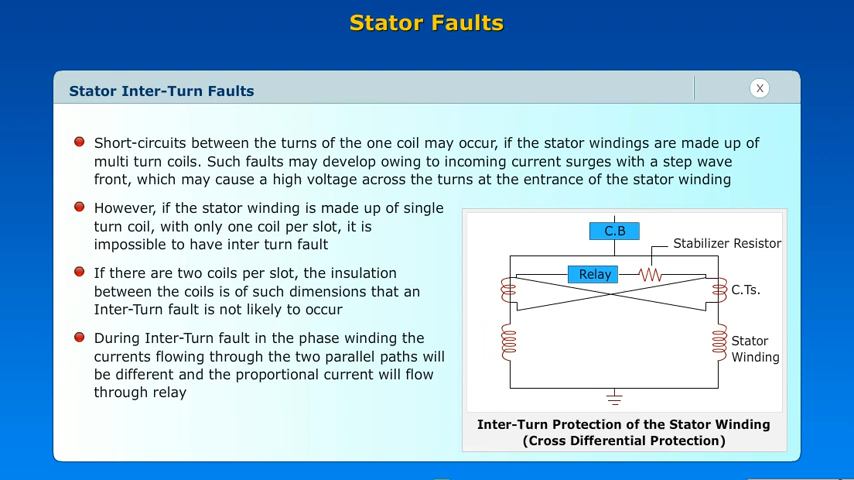 Stator Faults
Stator Inter-Turn Faults
X
Short-circuits between the turns of the one coil may occur, if the stator windings are made up of
multi turn coils. Such faults may develop owing to incoming current surges with a step wave
front, which may cause a high voltage across the turns at the entrance of the stator winding
However, if the stator winding is made up of single
turn coil, with only one coil per slot, it is
impossible to have inter turn fault
If there are two coils per slot, the insulation
between the coils is of such dimensions that an
Inter-Turn fault is not likely to occur
During Inter-Turn fault in the phase winding the
currents flowing through the two parallel paths will
be different and the proportional current will flow
through relay
C.B
Stabilizer Resistor
Relay
C.Ts.
Stator
Winding
Inter-Turn Protection of the Stator Winding
(Cross Differential Protection)